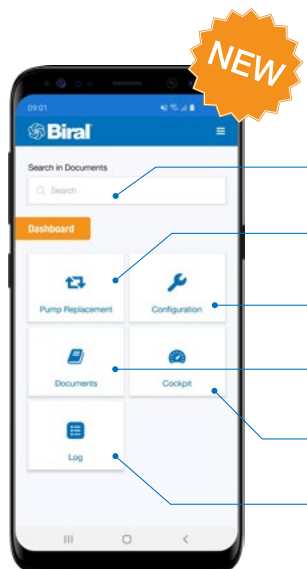 NEW
09:01
Biral
Search in Documents
Search
Dashboard
Pump Replacement
Configuration
Documents
Cockpit
Log